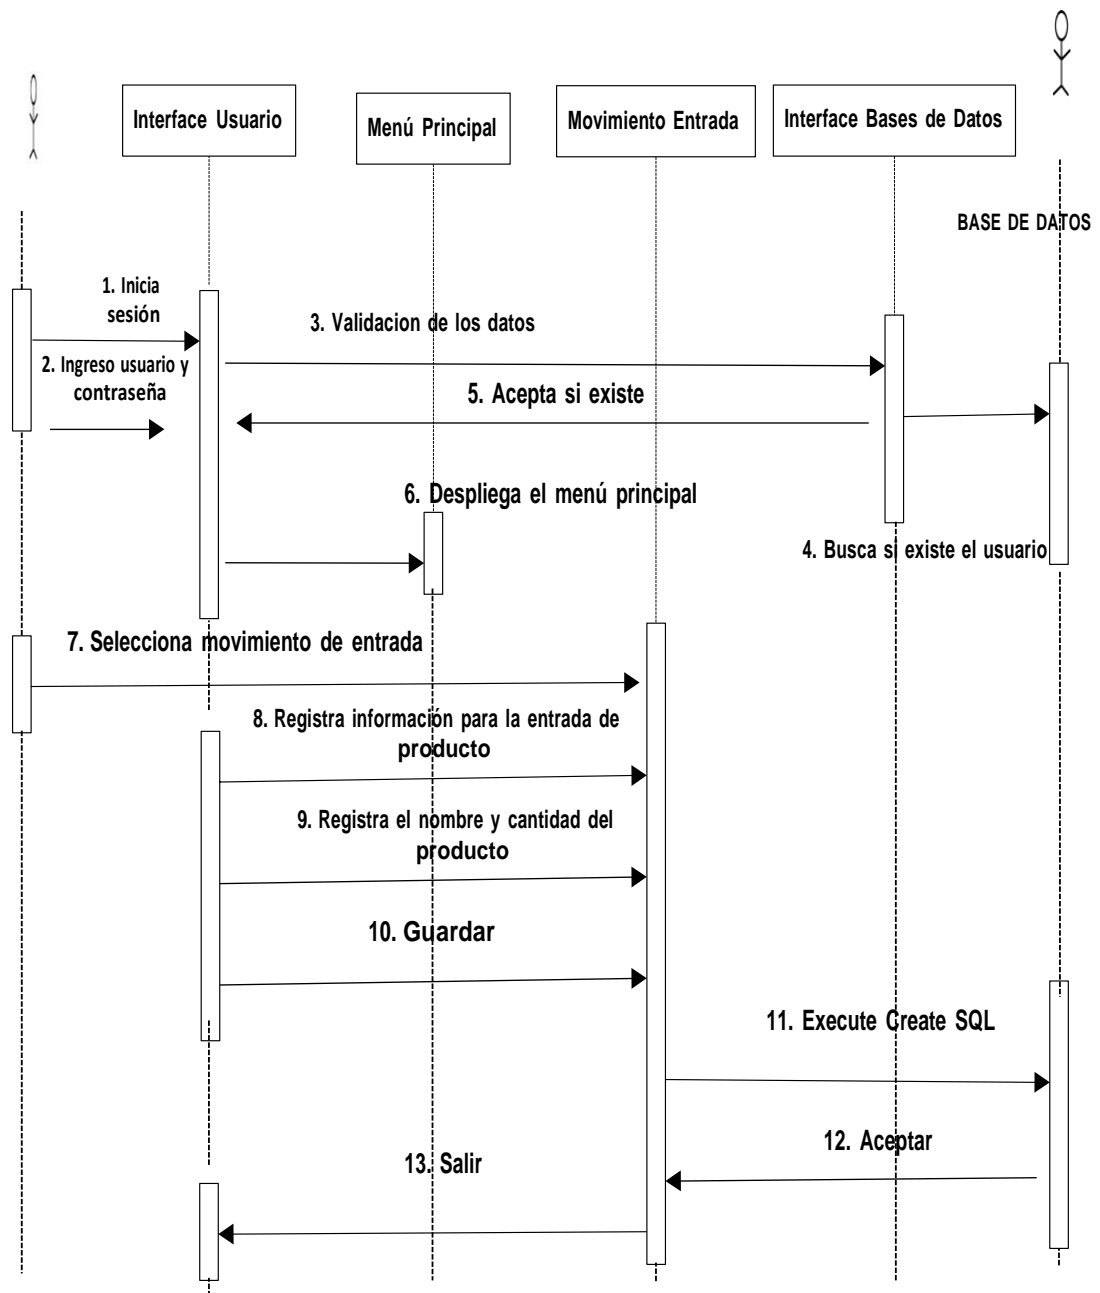 Interface Usuario
Menú Principal
Movimiento Entrada
Interface Bases de Datos
BASE DE DATOS
1. Inicia
sesión
2. Ingreso usuario y
contraseña
3. Validacion de los datos
5. Acepta si existe
6. Despliega el menú principal
4. Busca si existe el usuario
7. Selecciona movimiento de entrada
8. Registra información para la entrada de
producto
9. Registra el nombre y cantidad del
producto
10. Guardar
11. Execute Create SQL
12. Aceptar
13. Salir